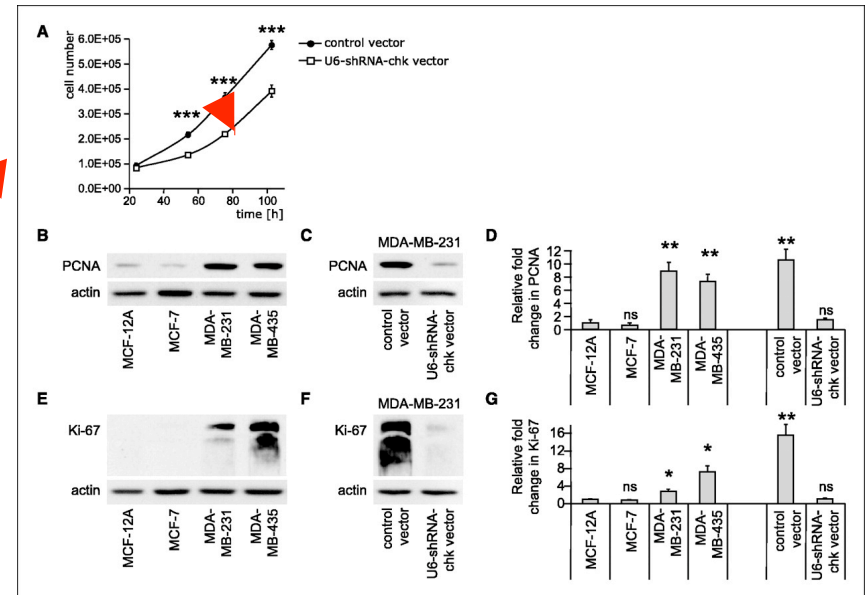 A
cell number
6.0E+05
5.0E+05
4.0E+05
3.0E+05
2.0E+05
1.0E+05
0.0E+00
20 40 60 80 100
time [h]
***
***
***
control vector
U6-shRNA-chk vector
B
PCNA
actin
MCF-12A
MCF-7
MDA-
MB-231
MDA-
MB-435
C
MDA-MB-231
PCNA
actin
control
vector
U6-shRNA-
chk vector
D
Relative fold
change in PCNA
12
10
8
6
4
2
0
ns
**
**
**
ns
MCF-12A
MCF-7
MDA-
MB-231
MDA-
MB-435
control
vector
U6-shRNA-
chk vector
E
Ki-67
actin
MCF-12A
MCF-7
MDA-
MB-231
MDA-
MB-435
F
MDA-MB-231
Ki-67
actin
control
vector
U6-shRNA-
chk vector
G
Relative fold
change in Ki-67
16
12
8
4
0
ns
*
*
**
ns
MCF-12A
MCF-7
MDA-
MB-231
MDA-
MB-435
control
vector
U6-shRNA-
chk vector